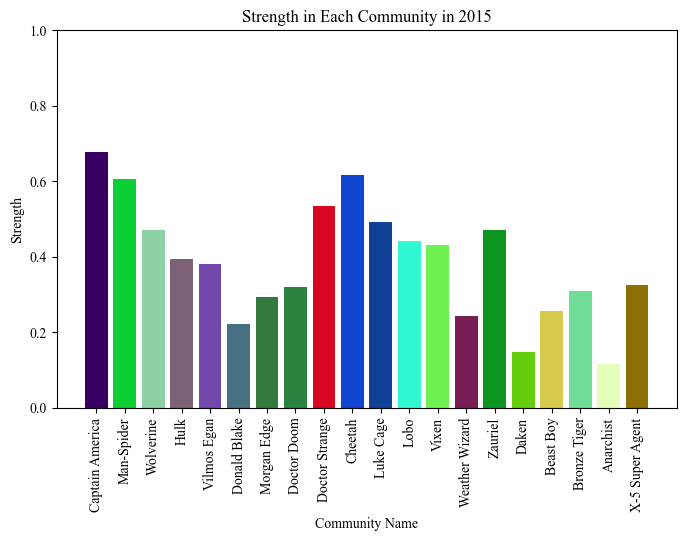 Strength in Each Community in 2015
1.0
0.8
0.6
0.4
0.2
0.0
Strength
Captain America
Man-Spider
Wolverine
Hulk
Vilmos Egan
Donald Blake
Morgan Edge
Doctor Doom
Doctor Strange
Cheetah
Luke Cage
Lobo
Vixen
Weather Wizard
Zauriel
Daken
Beast Boy
Bronze Tiger
Anarchist
X-5 Super Agent
Community Name